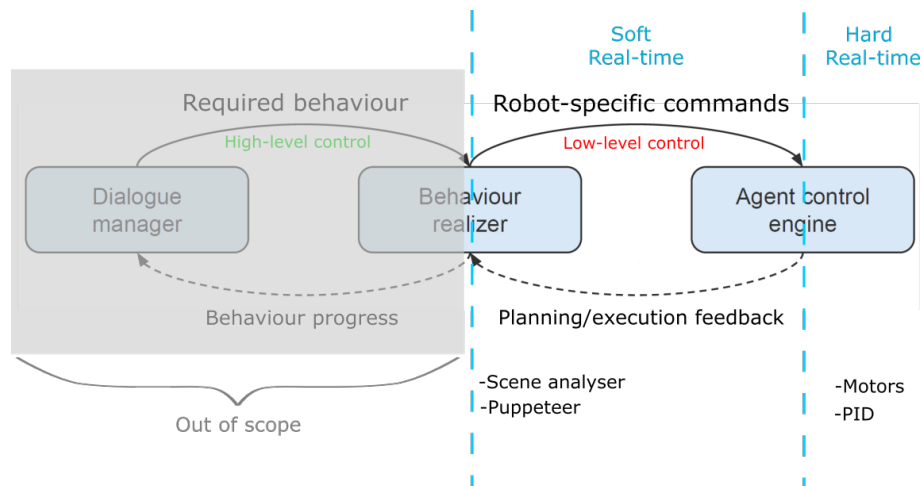 Soft
Real-time
Hard
Real-time
Required behaviour
Robot-specific commands
High-level control
Low-level control
Dialogue
manager
Behaviour
realizer
Agent control
engine
Behaviour progress
Planning/execution feedback
-Scene analyser
-Puppeteer
-Motors
-PID
Out of scope